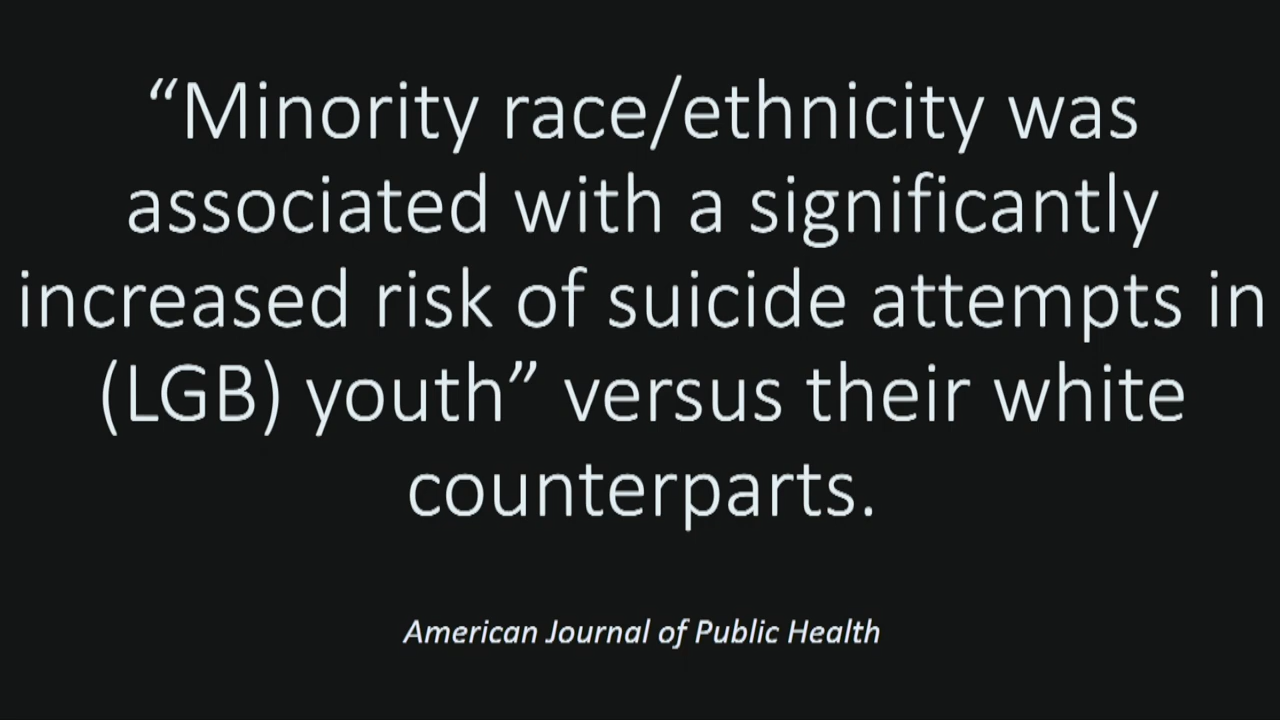 “Minority race/ethnicity was
associated with a significantly
increased risk of suicide attempts in
(LGB) youth” versus their white
counterparts.
American Journal of Public Health